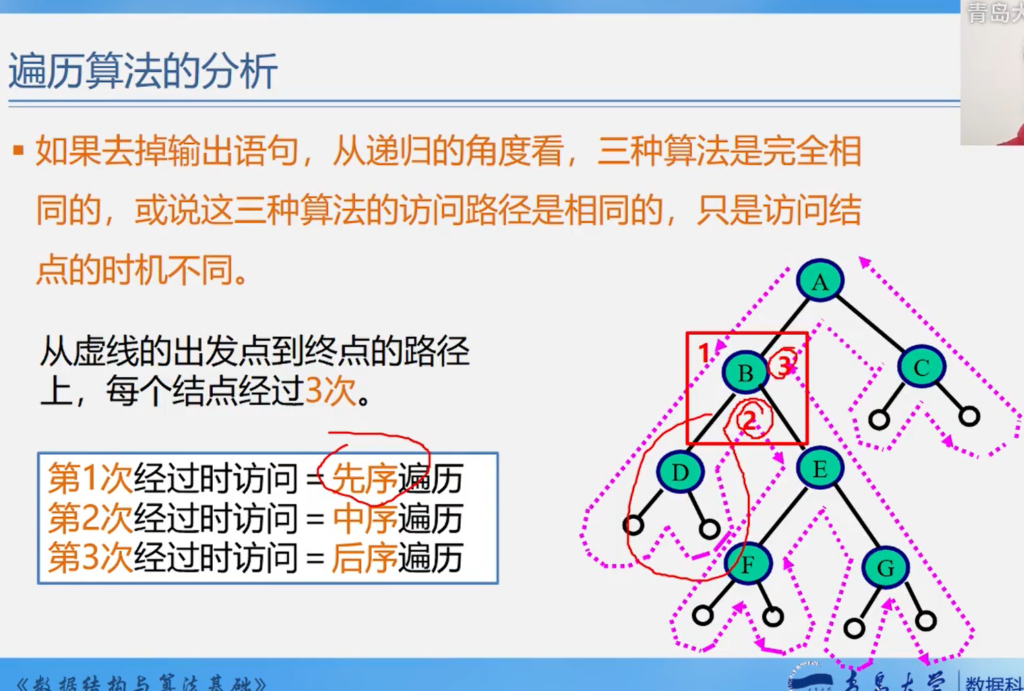 青岛大
遍历算法的分析
▪ 如果去掉输出语句，从递归的角度看，三种算法是完全相
同的，或说这三种算法的访问路径是相同的，只是访问结
点的时机不同。
从虚线的出发点到终点的路径
上，每个结点经过3次。
第1次经过时访问＝先序遍历
第2次经过时访问＝中序遍历
第3次经过时访问＝后序遍历
A
1
B
3
C
2
D
E
F
G
《数据结构与算法基础》
青岛大学
数据科